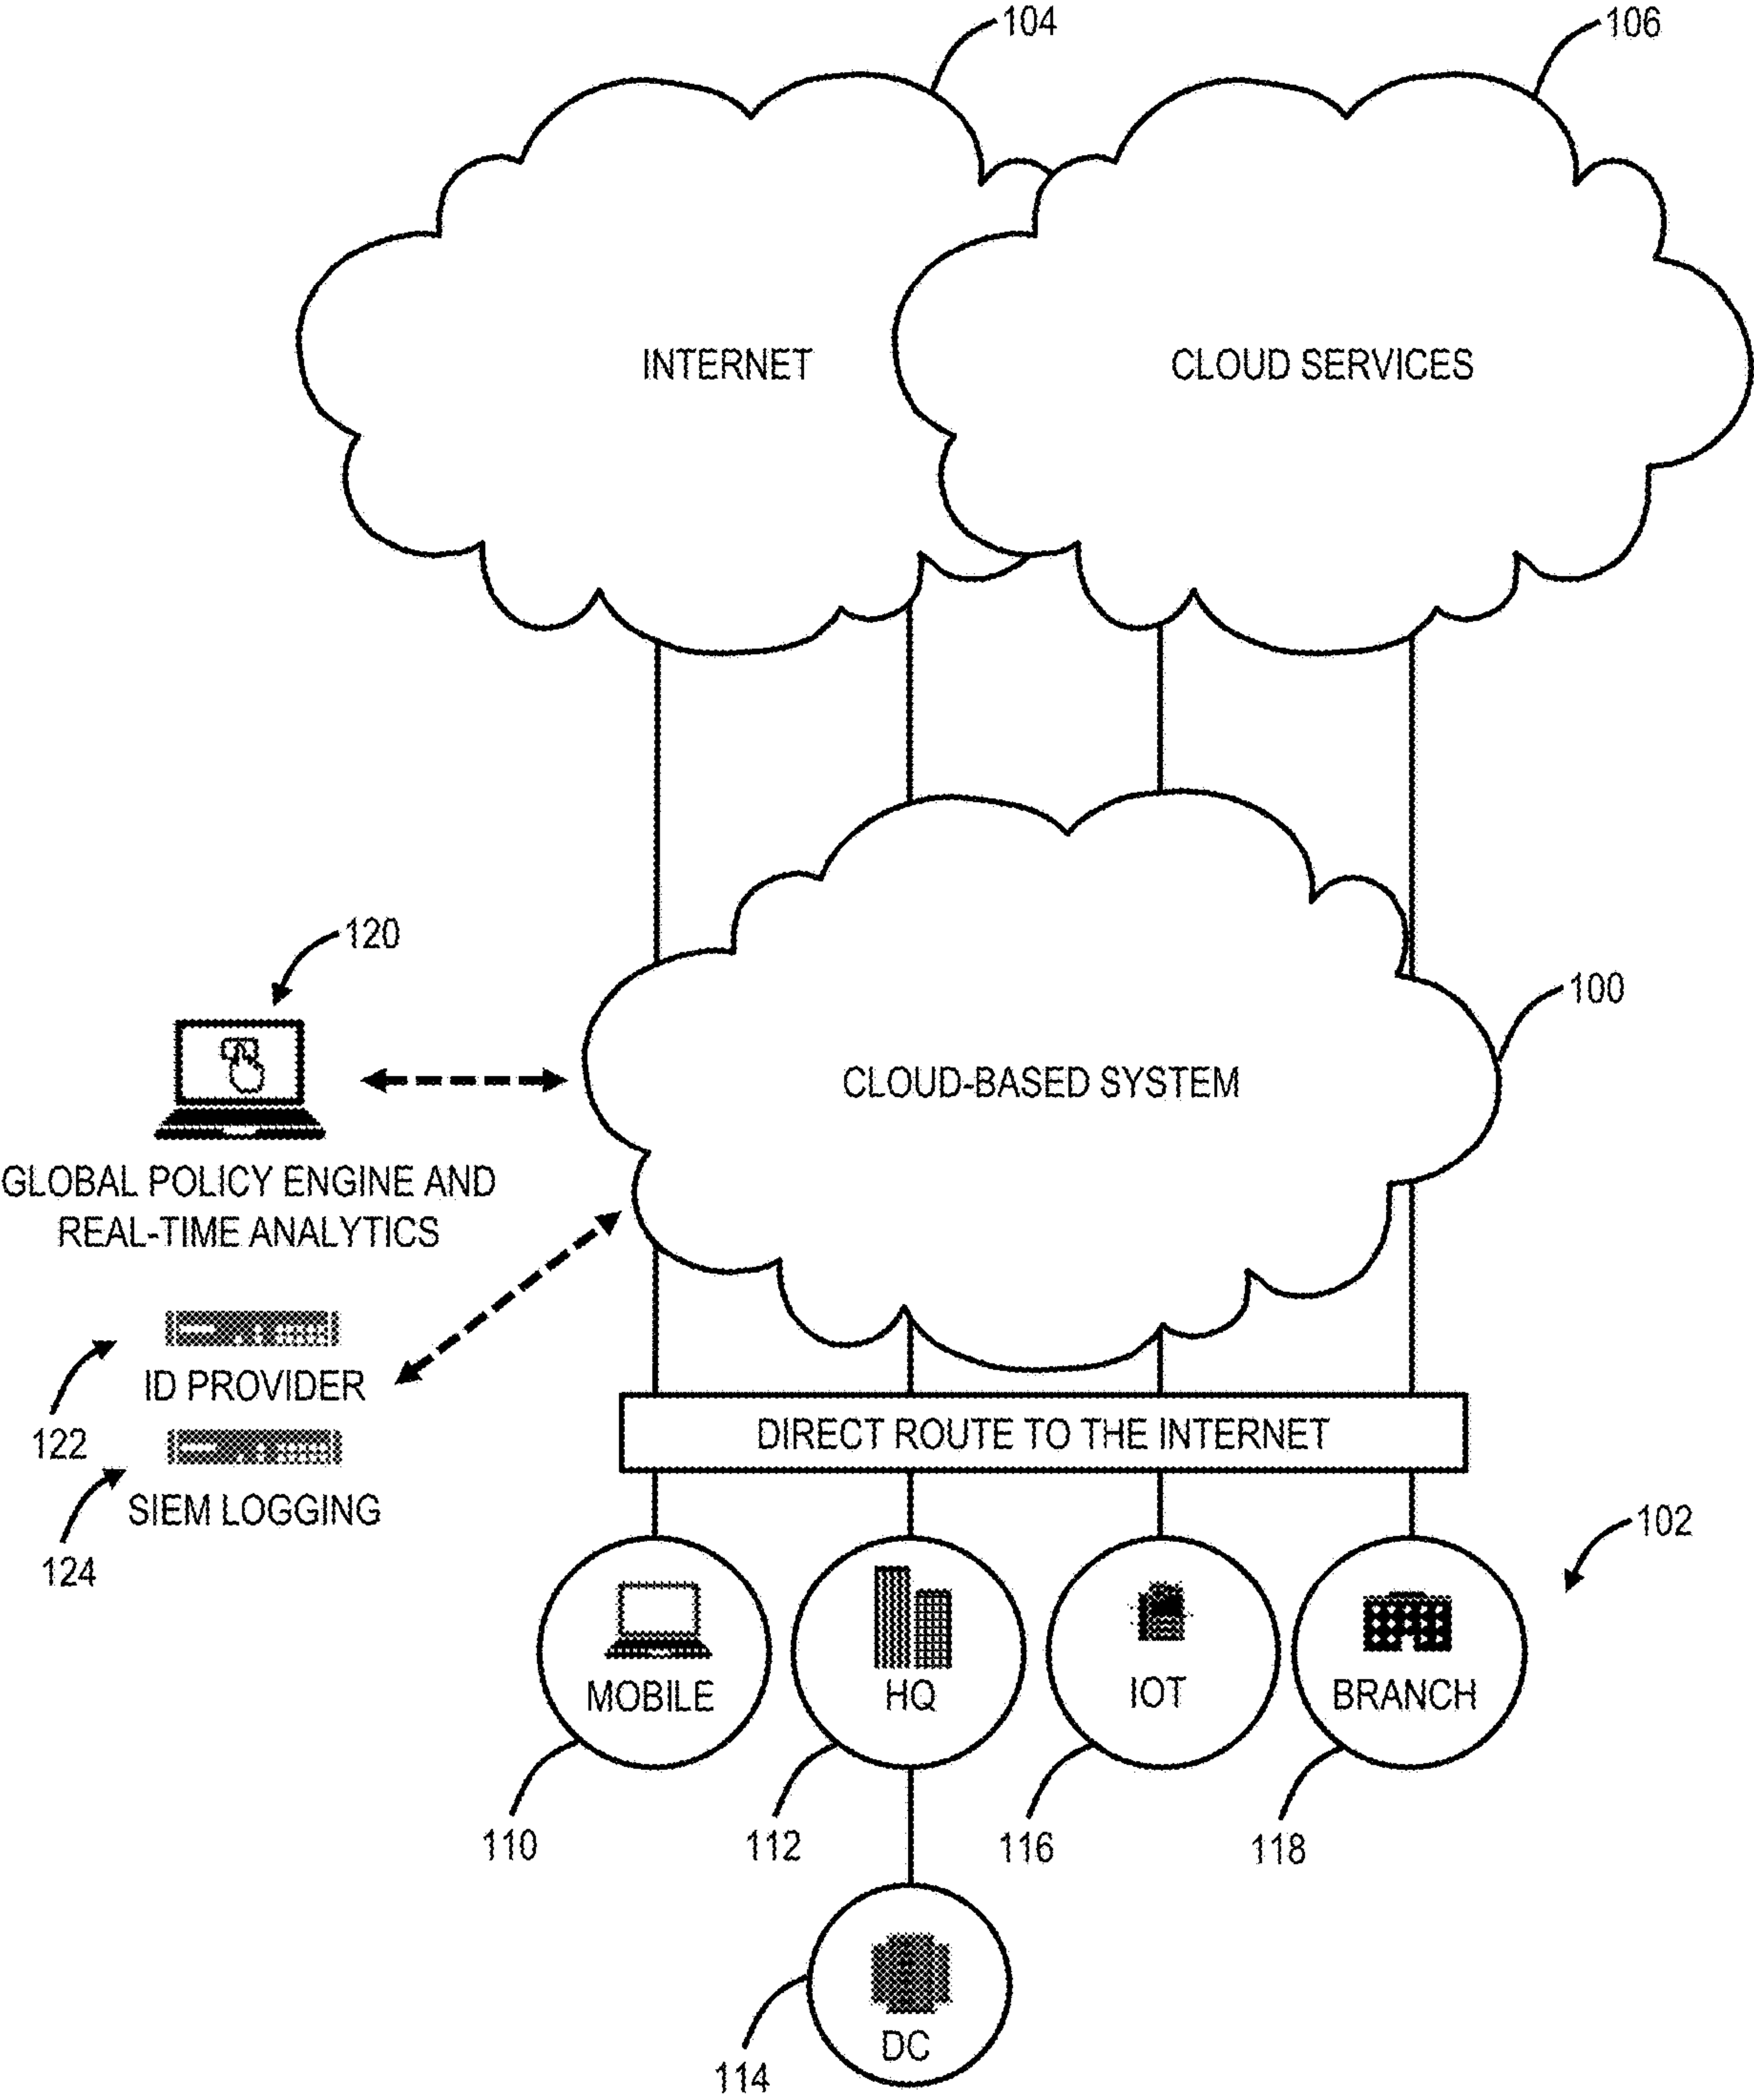 104
106
INTERNET
CLOUD SERVICES
120
100
CLOUD-BASED SYSTEM
GLOBAL POLICY ENGINE AND
REAL-TIME ANALYTICS
ID PROVIDER
122
DIRECT ROUTE TO THE INTERNET
SIEM LOGGING
124
102
MOBILE
HQ
IOT
BRANCH
110
112
116
118
DC
114